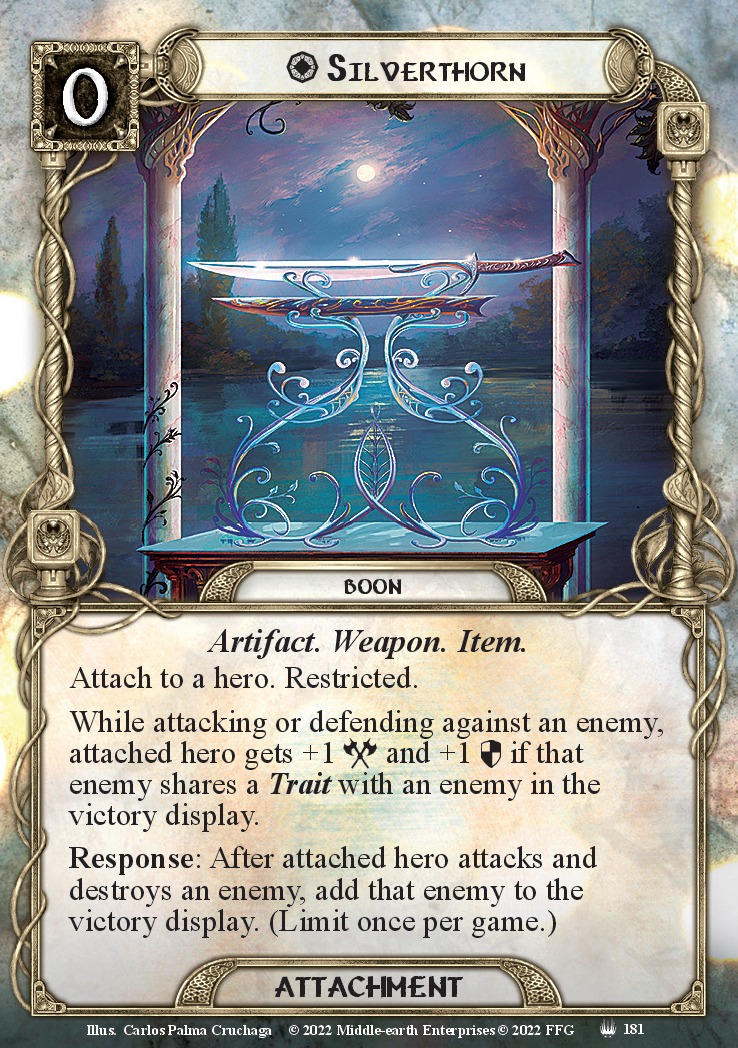 0
SILVERTHORN
BOON
Artifact. Weapon. Item.
Attach to a hero. Restricted.
While attacking or defending against an enemy,
attached hero gets +1 and +1 if that
enemy shares a Trait with an enemy in the
victory display.
Response: After attached hero attacks and
destroys an enemy, add that enemy to the
victory display. (Limit once per game.)
ATTACHMENT
Illus. Carlos Palma Cruchaga © 2022 Middle-earth Enterprises © 2022 FFG 181